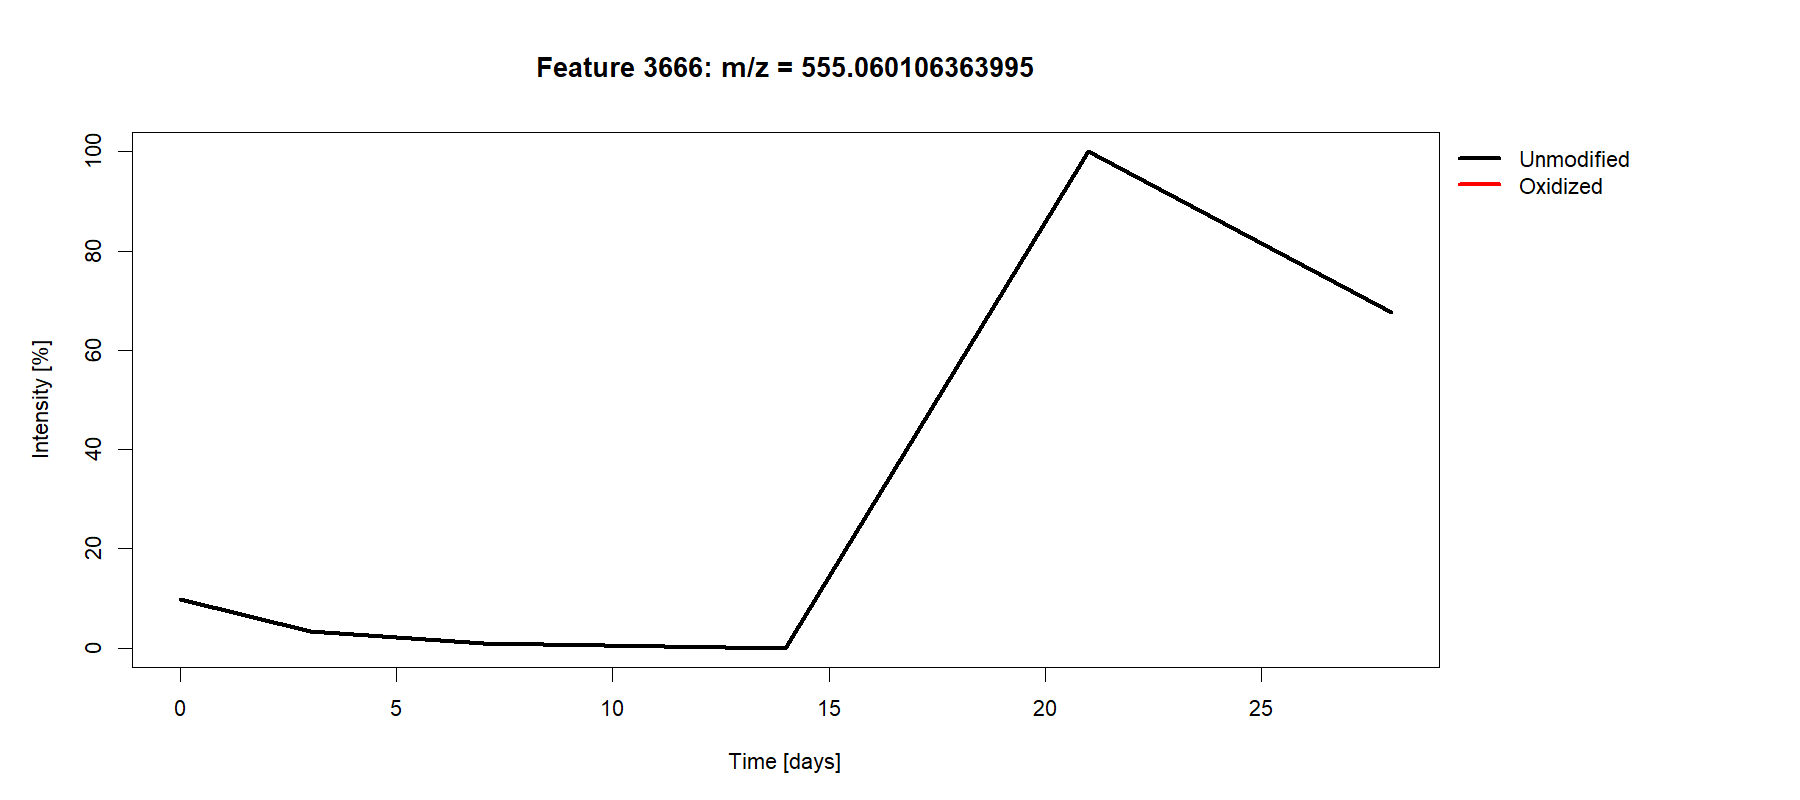 Feature 3666: m/z = 555.060106363995
Unmodified
Oxidized
Intensity [%]
100
80
60
40
20
0
0 5 10 15 20 25
Time [days]